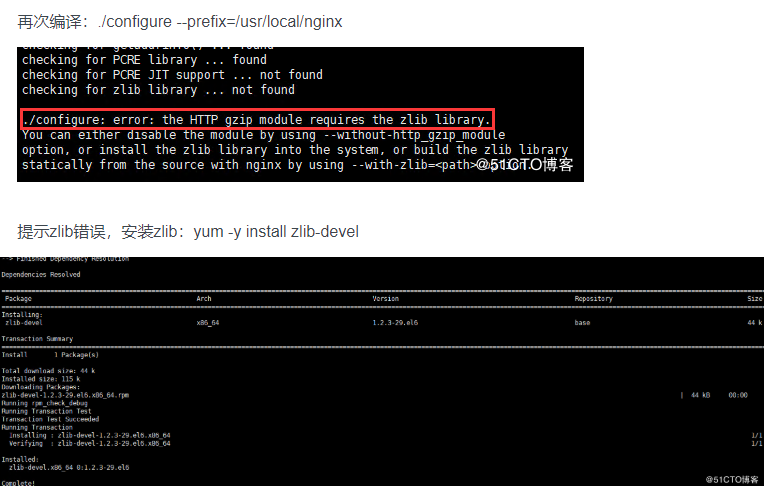 再次编译：./configure --prefix=/usr/local/nginx
checking for getaddrinfo() ... found
checking for PCRE library ... found
checking for PCRE JIT support ... not found
checking for zlib library ... not found
./configure: error: the HTTP gzip module requires the zlib library.
You can either disable the module by using --without-http_gzip_module
option, or install the zlib library into the system, or build the zlib library
statically from the source with nginx by using --with-zlib=<path> option.
@51CTO博客
提示zlib错误，安装zlib：yum -y install zlib-devel
--> Finished Dependency Resolution
Dependencies Resolved
Package Arch Version Repository Size
Installing:
zlib-devel x86_64 1.2.3-29.el6 base 44 k
Transaction Summary
Install 1 Package(s)
Total download size: 44 k
Installed size: 115 k
Downloading Packages:
zlib-devel-1.2.3-29.el6.x86_64.rpm | 44 kB 00:00
Running rpm_check_debug
Running Transaction Test
Transaction Test Succeeded
Running Transaction
Installing : zlib-devel-1.2.3-29.el6.x86_64 1/1
Verifying : zlib-devel-1.2.3-29.el6.x86_64 1/1
Installed:
zlib-devel.x86_64 0:1.2.3-29.el6
Complete!
@51CTO博客